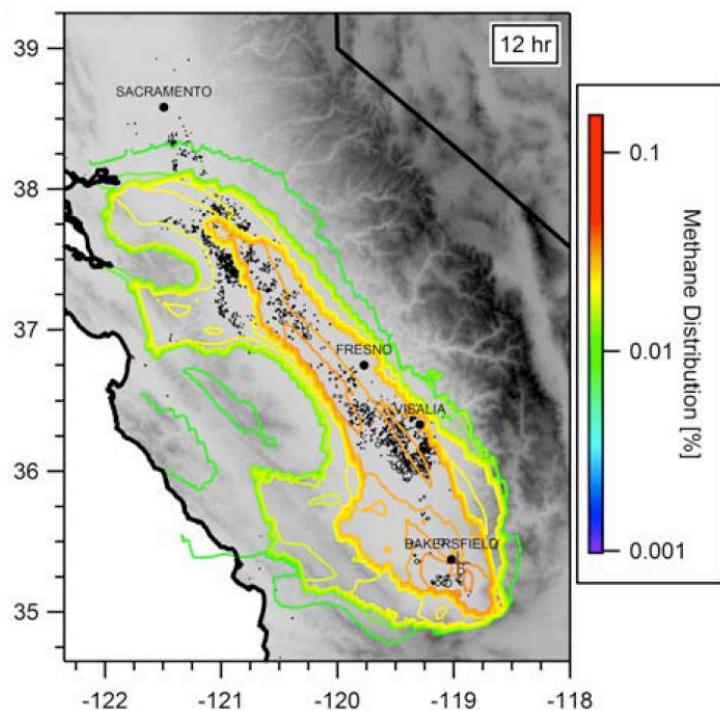 39
38
37
36
35
12 hr
SACRAMENTO
FRESNO
VISALIA
BAKERSFIELD
-122
-121
-120
-119
-118
0.1
0.01
0.001
Methane Distribution [%]